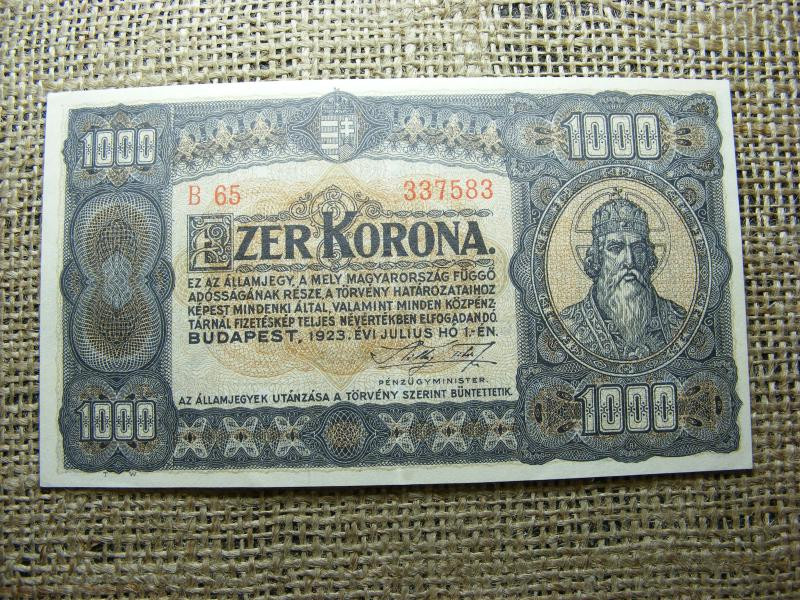 1000 1000
B 65 337583
EZER KORONA.
EZ AZ ÁLLAMJEGY, A MELY MAGYARORSZÁG FÜGGŐ
ADÓSSÁGÁNAK RÉSZE, A TÖRVÉNY HATÁROZATAIHOZ
KÉPEST MINDENKI ÁLTAL, VALAMINT MINDEN KÖZPÉNZ-
TÁRNÁL FIZETÉSKÉP TELJES NÉVÉRTÉKBEN ELFOGADANDÓ.
BUDAPEST, 1923. ÉVI JULIUS HÓ 1.-ÉN.
PÉNZÜGYMINISTER.
AZ ÁLLAMJEGYEK UTÁNZÁSA A TÖRVÉNY SZERINT BÜNTETTETIK.
1000 1000